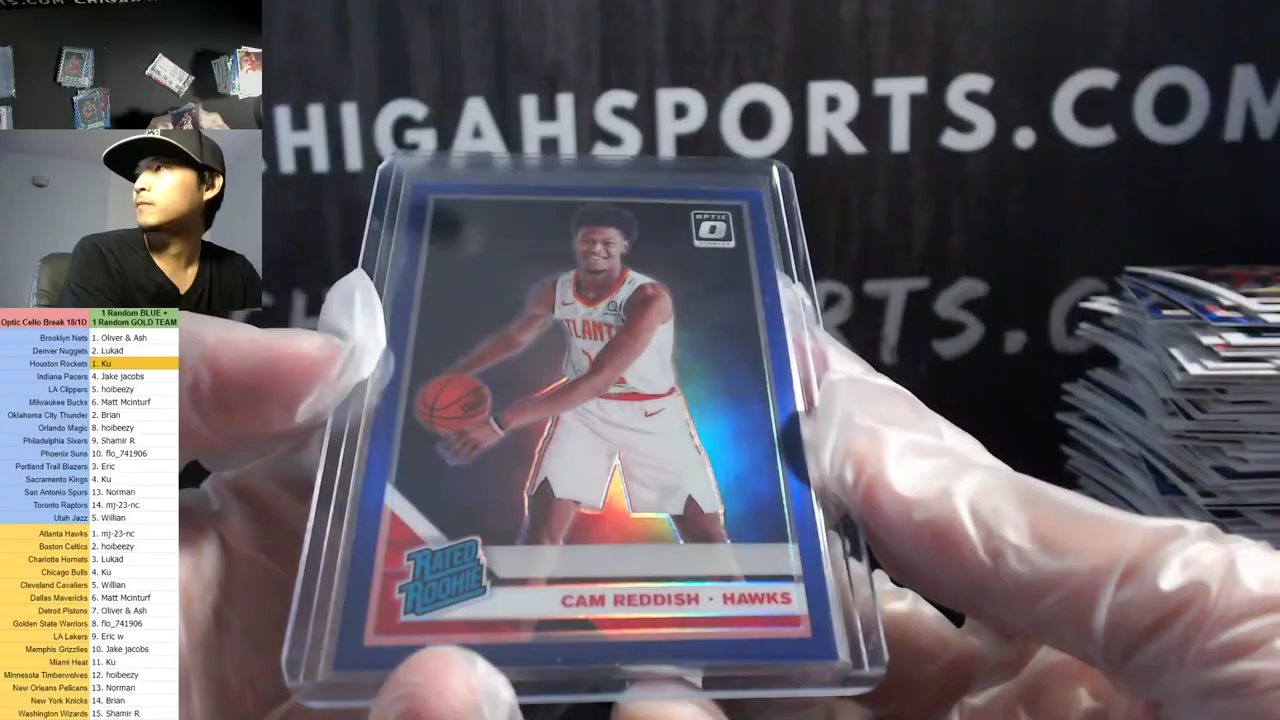 CHIGAHSPORTS.COM
RTS.C
OPTIC
O
ATLANT
RATED
ROOKIE
CAM REDDISH · HAWKS
Optic Cello Break 18/1D
1 Random BLUE +
1 Random GOLD TEAM
Brooklyn Nets 1. Oliver & Ash
Denver Nuggets 2. Lukad
Houston Rockets 1. Ku
Indiana Pacers 4. Jake jacobs
LA Clippers 5. hoibeezy
Milwaukee Bucks 6. Matt Mcinturf
Oklahoma City Thunder 2. Brian
Orlando Magic 8. hoibeezy
Philadelphia Sixers 9. Shamir R
Phoenix Suns 10. flo_741906
Portland Trail Blazers 3. Eric
Sacramento Kings 4. Ku
San Antonio Spurs 13. Norman
Toronto Raptors 14. mj-23-nc
Utah Jazz 5. Willian
Atlanta Hawks 1. mj-23-nc
Boston Celtics 2. hoibeezy
Charlotte Hornets 3. Lukad
Chicago Bulls 4. Ku
Cleveland Cavaliers 5. Willian
Dallas Mavericks 6. Matt Mcinturf
Detroit Pistons 7. Oliver & Ash
Golden State Warriors 8. flo_741906
LA Lakers 9. Eric w
Memphis Grizzlies 10. Jake jacobs
Miami Heat 11. Ku
Minnesota Timberwolves 12. hoibeezy
New Orleans Pelicans 13. Norman
New York Knicks 14. Brian
Washington Wizards 15. Shamir R